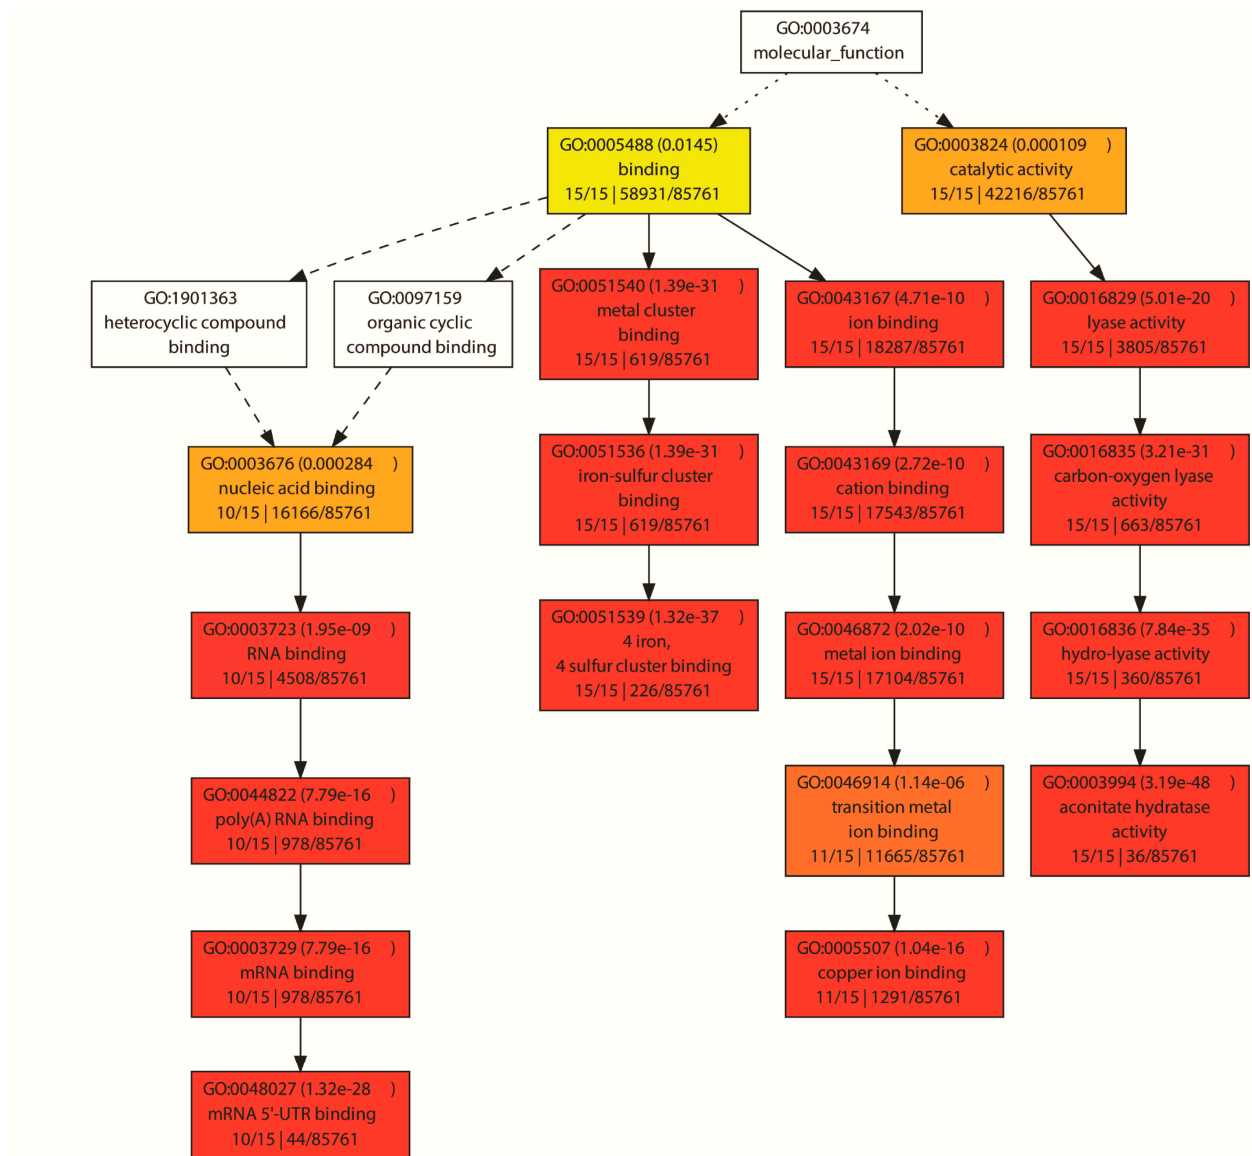 GO:0003674
molecular_function
GO:0005488 (0.0145)
binding
15/15 | 58931/85761
GO:0003824 (0.000109 )
catalytic activity
15/15 | 42216/85761
GO:1901363
heterocyclic compound
binding
GO:0097159
organic cyclic
compound binding
GO:0051540 (1.39e-31 )
metal cluster
binding
15/15 | 619/85761
GO:0043167 (4.71e-10 )
ion binding
15/15 | 18287/85761
GO:0016829 (5.01e-20 )
lyase activity
15/15 | 3805/85761
GO:0003676 (0.000284 )
nucleic acid binding
10/15 | 16166/85761
GO:0051536 (1.39e-31 )
iron-sulfur cluster
binding
15/15 | 619/85761
GO:0043169 (2.72e-10 )
cation binding
15/15 | 17543/85761
GO:0016835 (3.21e-31 )
carbon-oxygen lyase
activity
15/15 | 663/85761
GO:0003723 (1.95e-09 )
RNA binding
10/15 | 4508/85761
GO:0051539 (1.32e-37 )
4 iron,
4 sulfur cluster binding
15/15 | 226/85761
GO:0046872 (2.02e-10 )
metal ion binding
15/15 | 17104/85761
GO:0016836 (7.84e-35 )
hydro-lyase activity
15/15 | 360/85761
GO:0044822 (7.79e-16 )
poly(A) RNA binding
10/15 | 978/85761
GO:0046914 (1.14e-06 )
transition metal
ion binding
11/15 | 11665/85761
GO:0003994 (3.19e-48 )
aconitate hydratase
activity
15/15 | 36/85761
GO:0003729 (7.79e-16 )
mRNA binding
10/15 | 978/85761
GO:0005507 (1.04e-16 )
copper ion binding
11/15 | 1291/85761
GO:0048027 (1.32e-28 )
mRNA 5'-UTR binding
10/15 | 44/85761